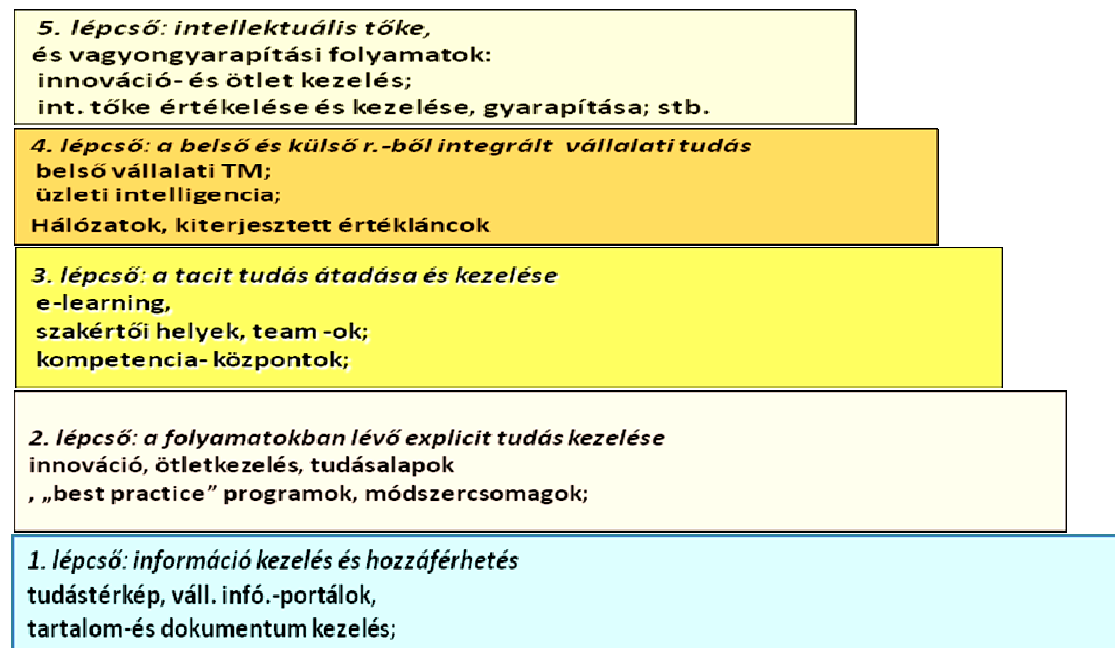 5. lépcső: intellektuális tőke,
és vagyongyarapítási folyamatok:
innováció- és ötlet kezelés;
int. tőke értékelése és kezelése, gyarapítása; stb.
4. lépcső: a belső és külső r.-ből integrált vállalati tudás
belső vállalati TM;
üzleti intelligencia;
Hálózatok, kiterjesztett értékláncok
3. lépcső: a tacit tudás átadása és kezelése
e-learning,
szakértői helyek, team -ok;
kompetencia- központok;
2. lépcső: a folyamatokban lévő explicit tudás kezelése
innováció, ötletkezelés, tudásalapok
, „best practice” programok, módszercsomagok;
1. lépcső: információ kezelés és hozzáférhetés
tudástérkép, váll. infó.-portálok,
tartalom-és dokumentum kezelés;